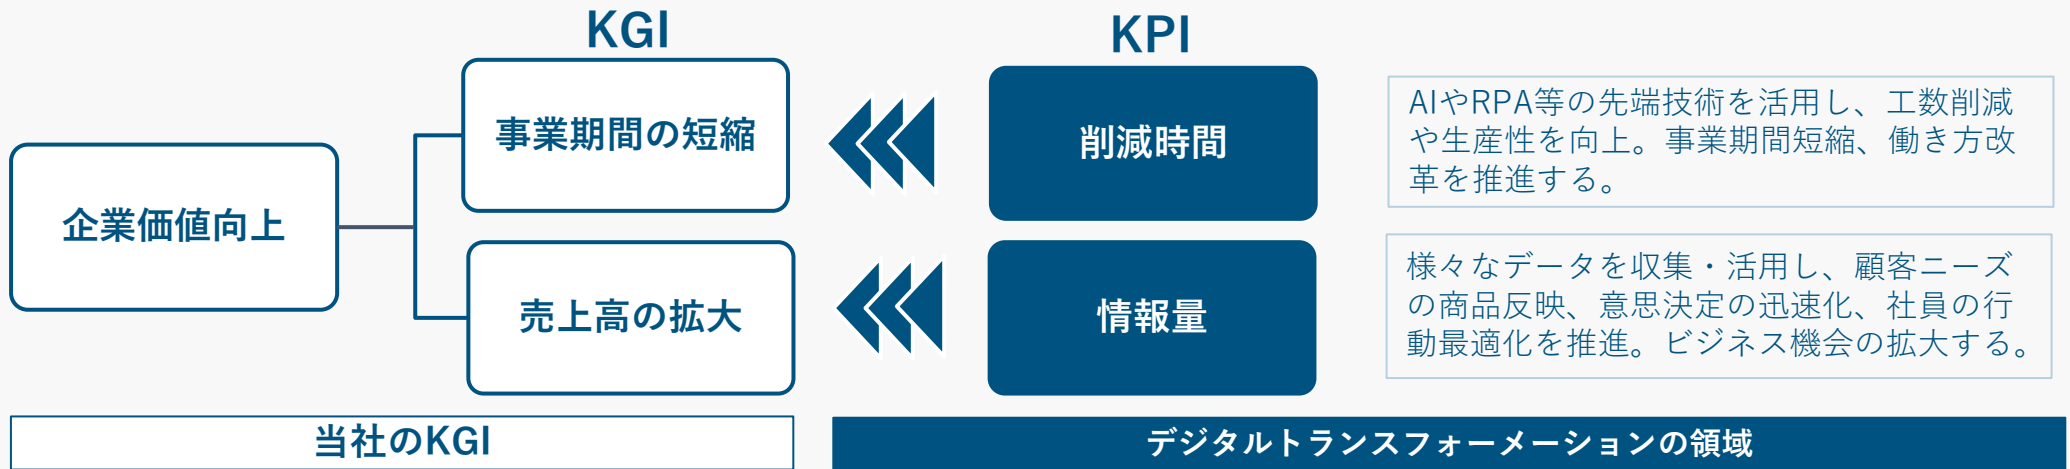 KGI
KPI
企業価値向上
事業期間の短縮
削減時間
AIやRPA等の先端技術を活用し、工数削減
や生産性を向上。事業期間短縮、働き方改
革を推進する。
売上高の拡大
情報量
様々なデータを収集・活用し、顧客ニーズ
の商品反映、意思決定の迅速化、社員の行
動最適化を推進。ビジネス機会の拡大する。
当社のKGI
デジタルトランスフォーメーションの領域